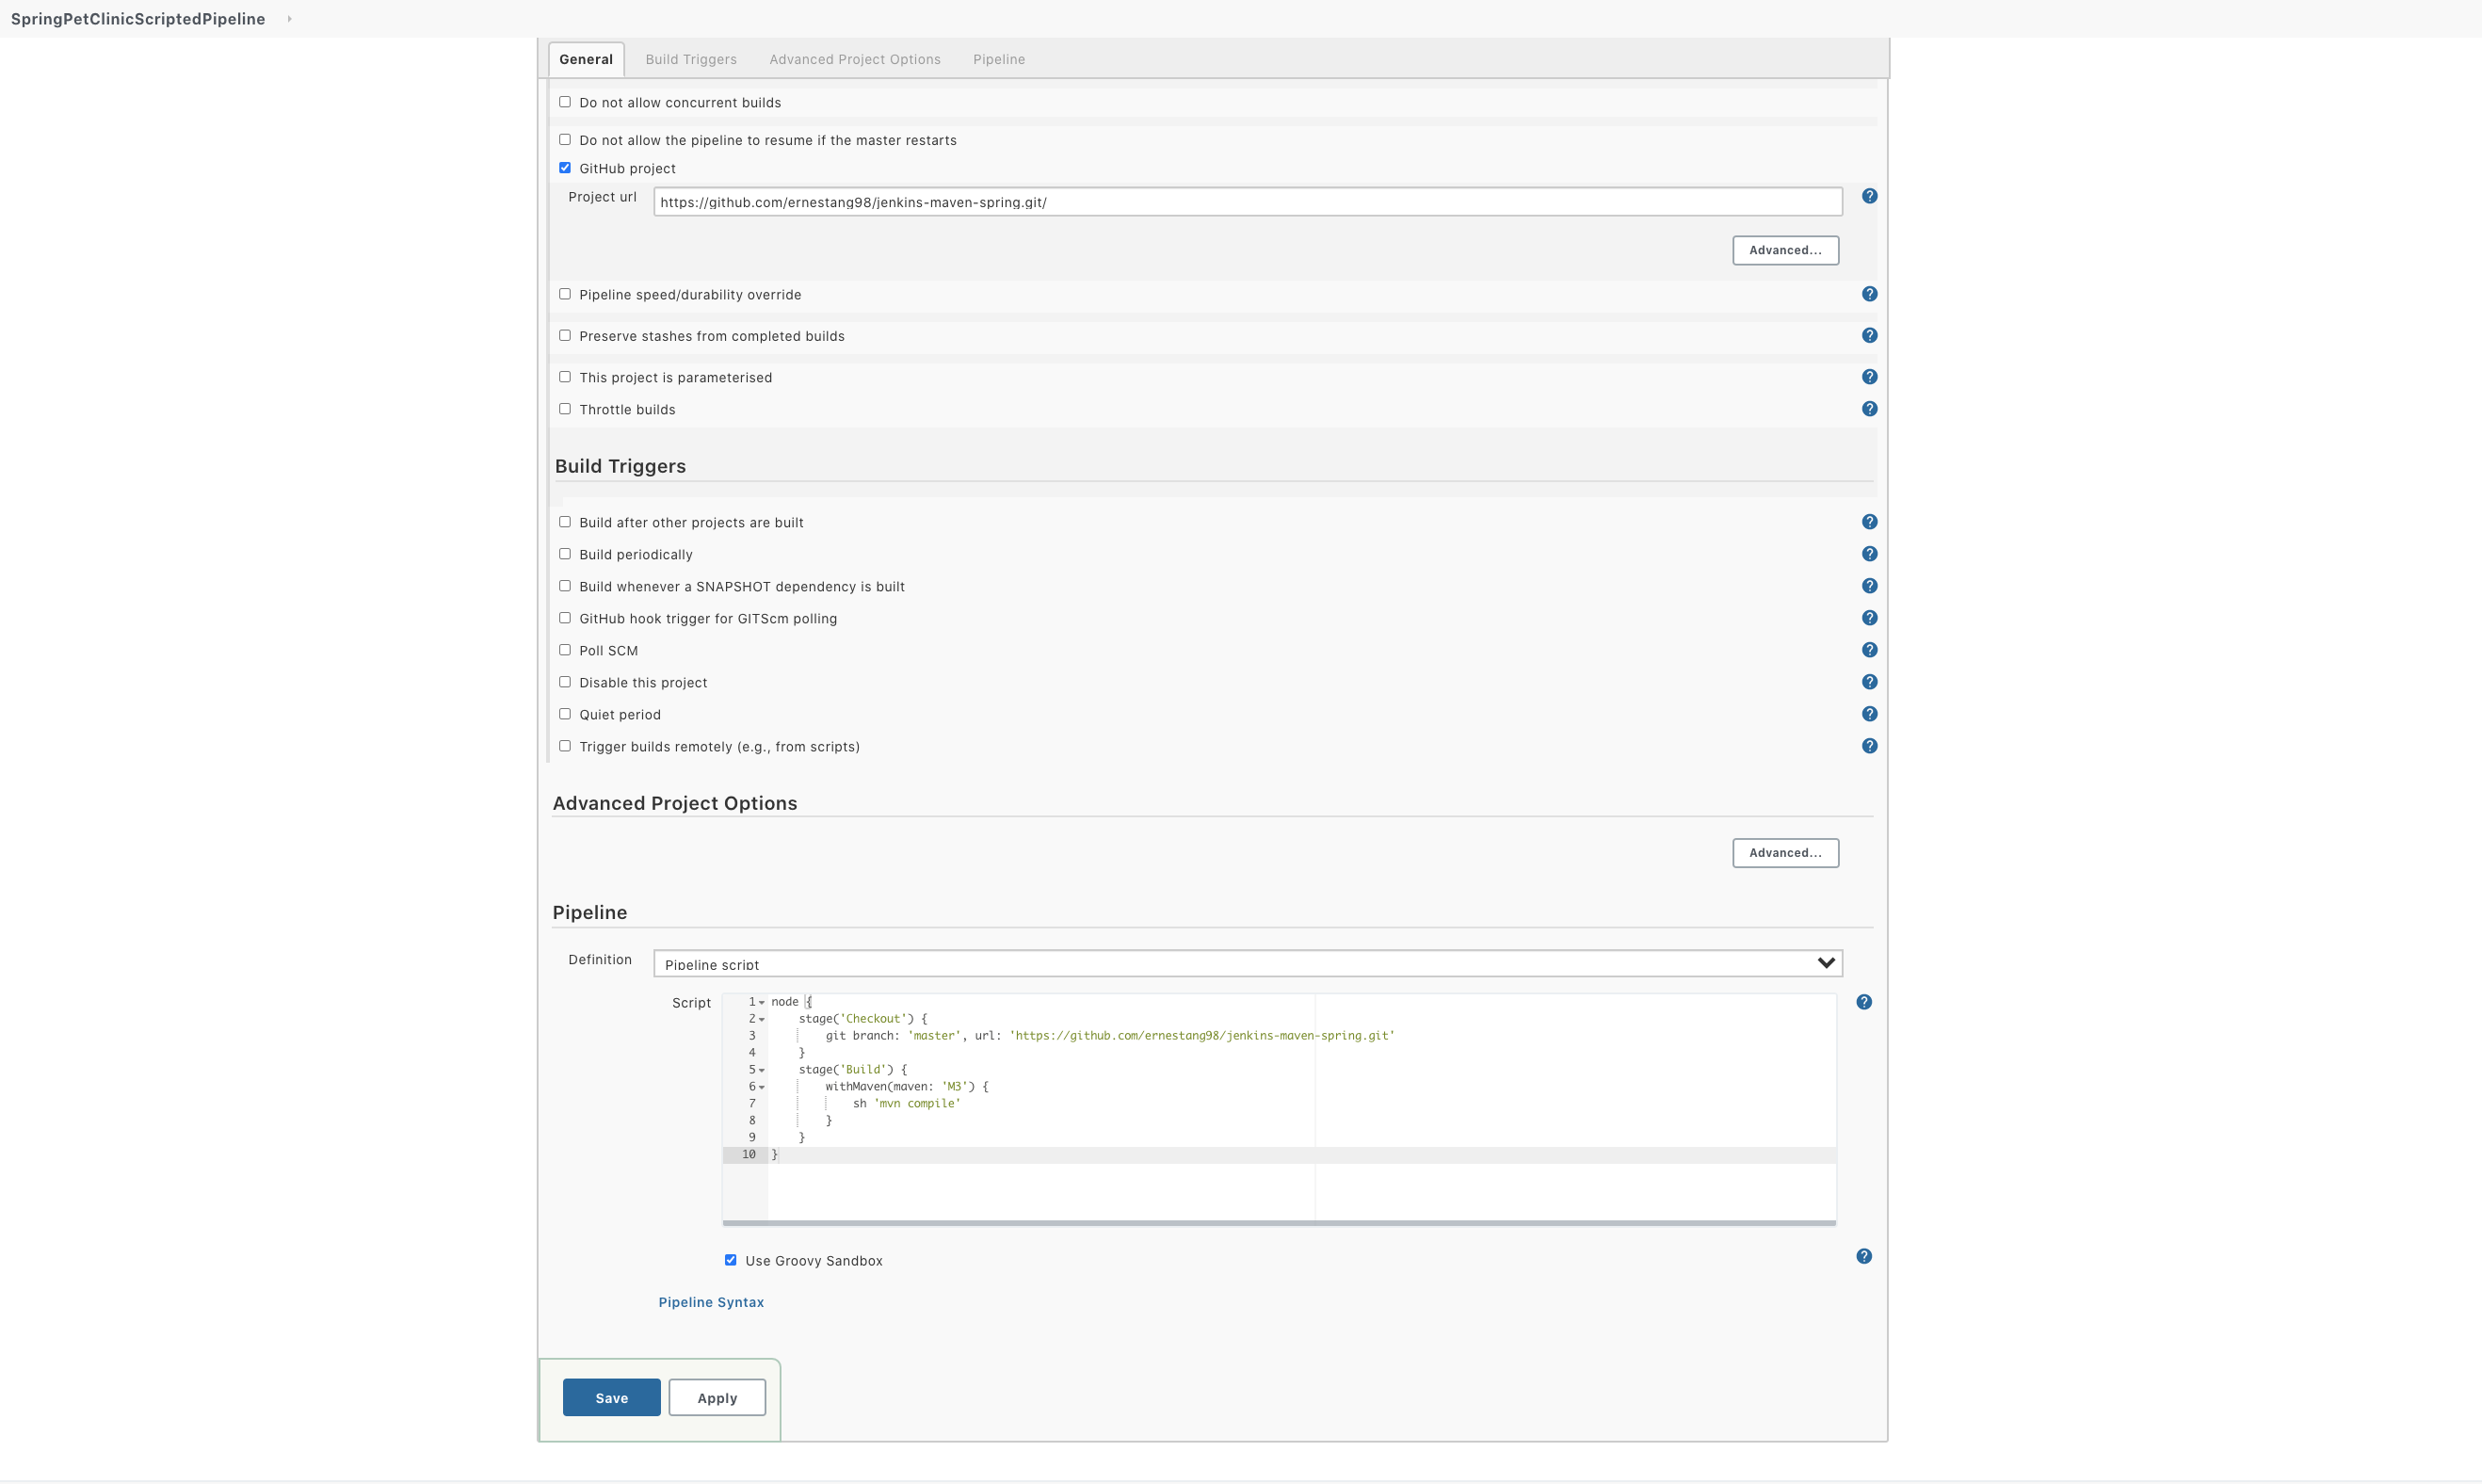 SpringPetClinicScriptedPipeline
General Build Triggers Advanced Project Options Pipeline
Do not allow concurrent builds
Do not allow the pipeline to resume if the master restarts
GitHub project
Project url https://github.com/ernestang98/jenkins-maven-spring.git/
Advanced...
Pipeline speed/durability override
Preserve stashes from completed builds
This project is parameterised
Throttle builds
Build Triggers
Build after other projects are built
Build periodically
Build whenever a SNAPSHOT dependency is built
GitHub hook trigger for GITScm polling
Poll SCM
Disable this project
Quiet period
Trigger builds remotely (e.g., from scripts)
Advanced Project Options
Advanced...
Pipeline
Definition Pipeline script
Script 1 node {
2 stage('Checkout') {
3 git branch: 'master', url: 'https://github.com/ernestang98/jenkins-maven-spring.git'
4 }
5 stage('Build') {
6 withMaven(maven: 'M3') {
7 sh 'mvn compile'
8 }
9 }
10 }
Use Groovy Sandbox
Pipeline Syntax
Save Apply